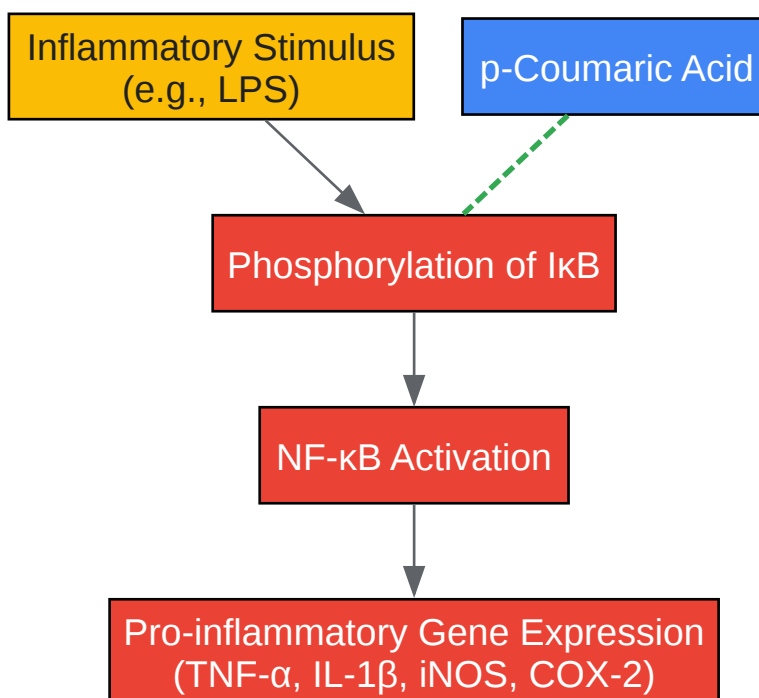 Inflammatory Stimulus
(e.g., LPS)
p-Coumaric Acid
Phosphorylation of IκB
NF-κB Activation
Pro-inflammatory Gene Expression
(TNF-α, IL-1β, iNOS, COX-2)